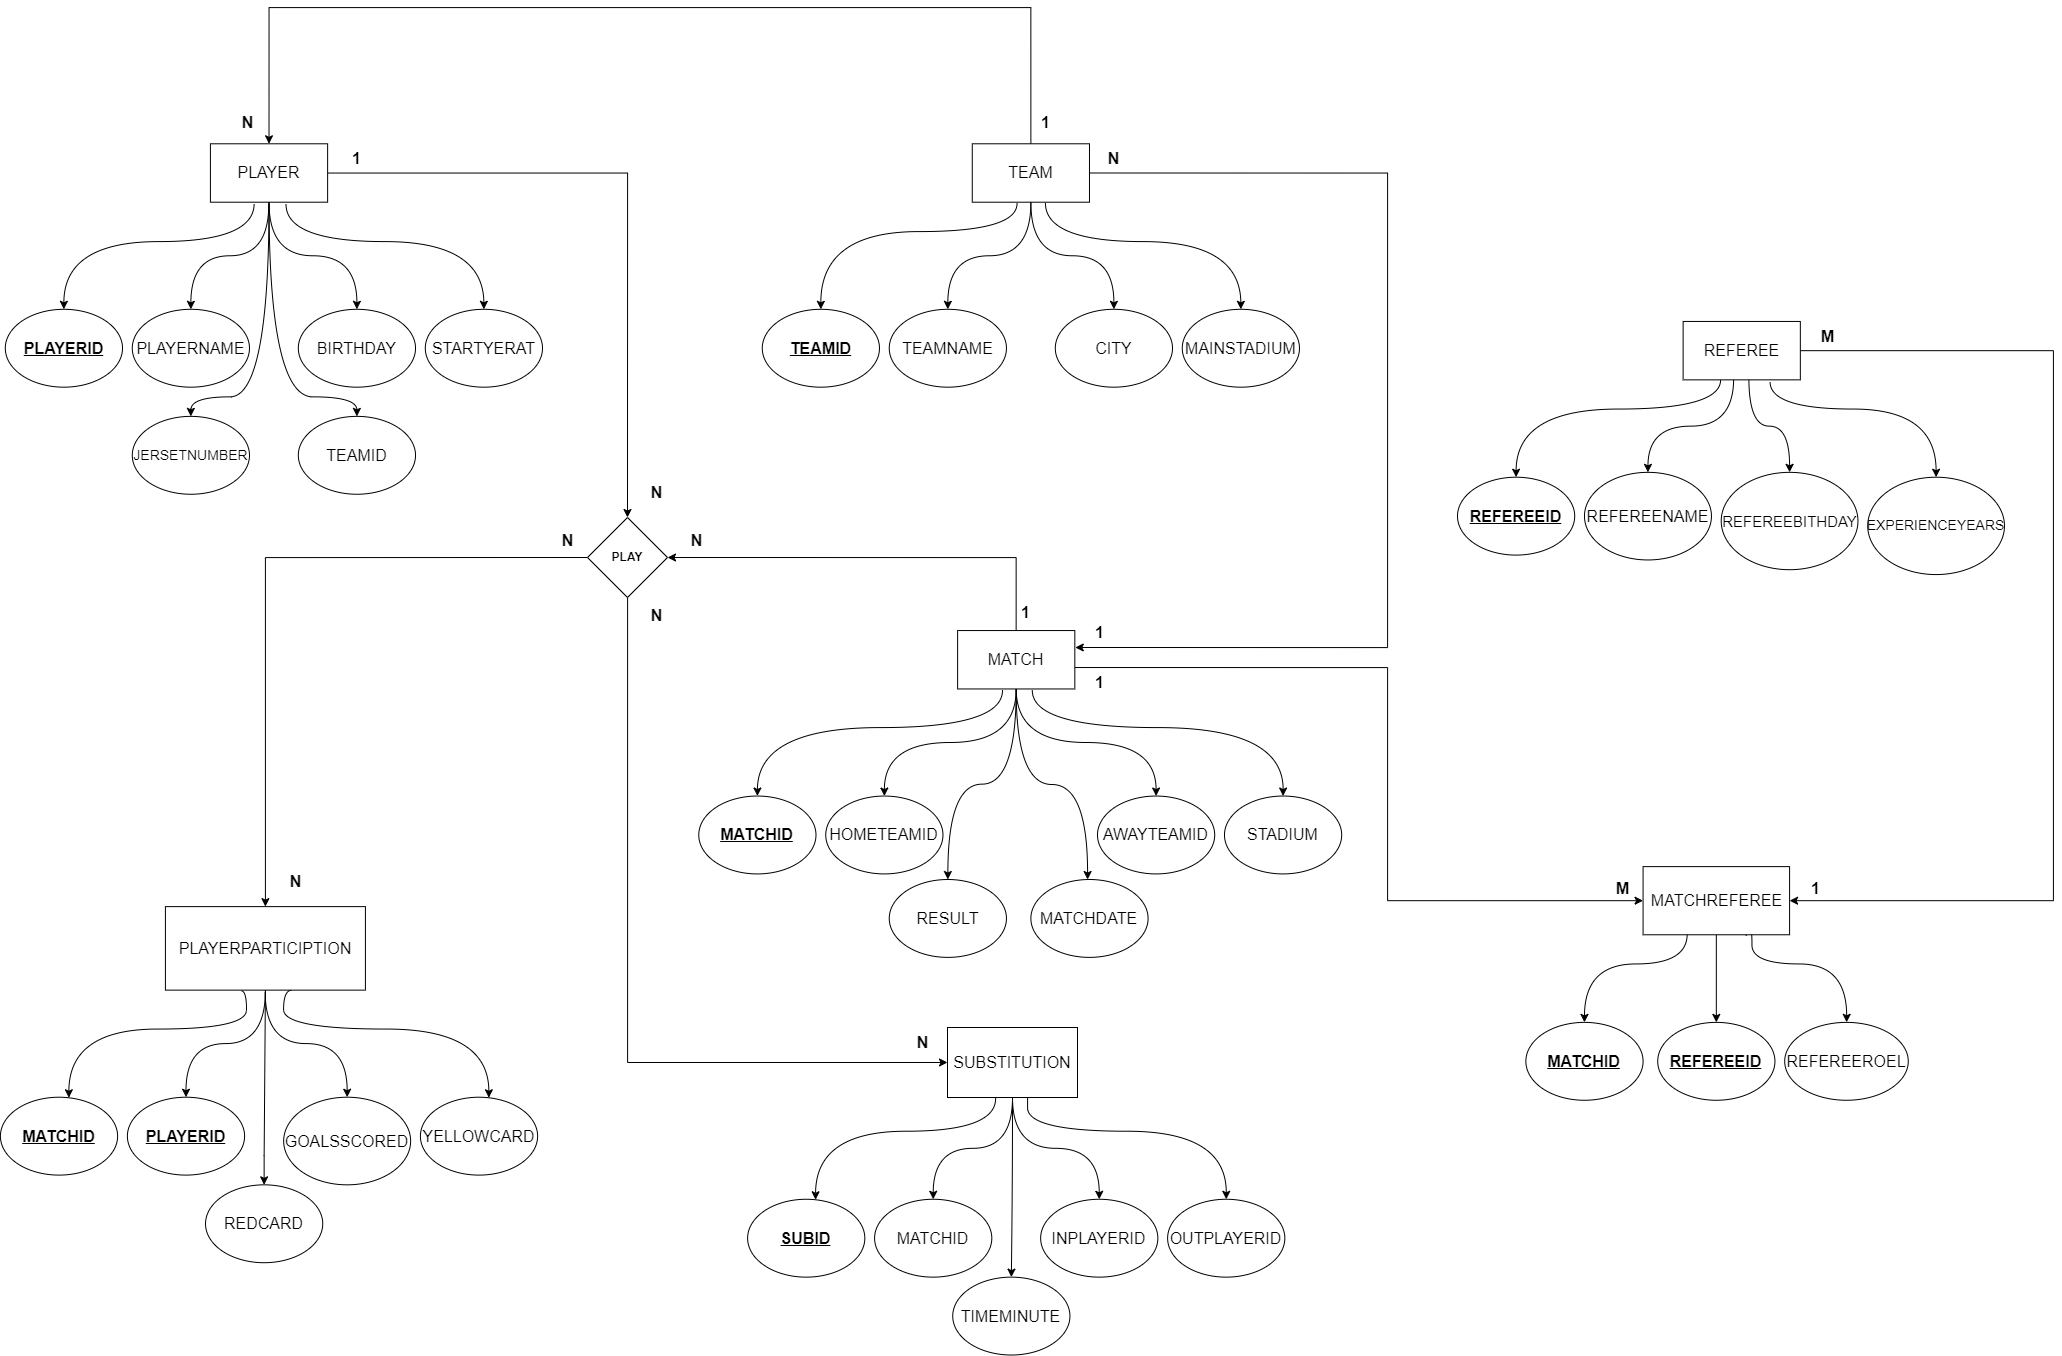 N
1
PLAYER
1
TEAM
N
PLAYERID
PLAYERNAME
BIRTHDAY
STARTYERAT
TEAMID
TEAMNAME
CITY
MAINSTADIUM
REFEREE
M
JERSETNUMBER
TEAMID
REFEREEID
REFEREENAME
REFEREEBITHDAY
EXPERIENCEYEARS
N
N
PLAY
N
N
1
1
MATCH
1
MATCHID
HOMETEAMID
AWAYTEAMID
STADIUM
RESULT
MATCHDATE
N
PLAYERPARTICIPTION
M
MATCHREFEREE
1
MATCHID
PLAYERID
GOALSSCORED
YELLOWCARD
REDCARD
N
SUBSTITUTION
MATCHID
REFEREEID
REFEREEROEL
SUBID
MATCHID
INPLAYERID
OUTPLAYERID
TIMEMINUTE